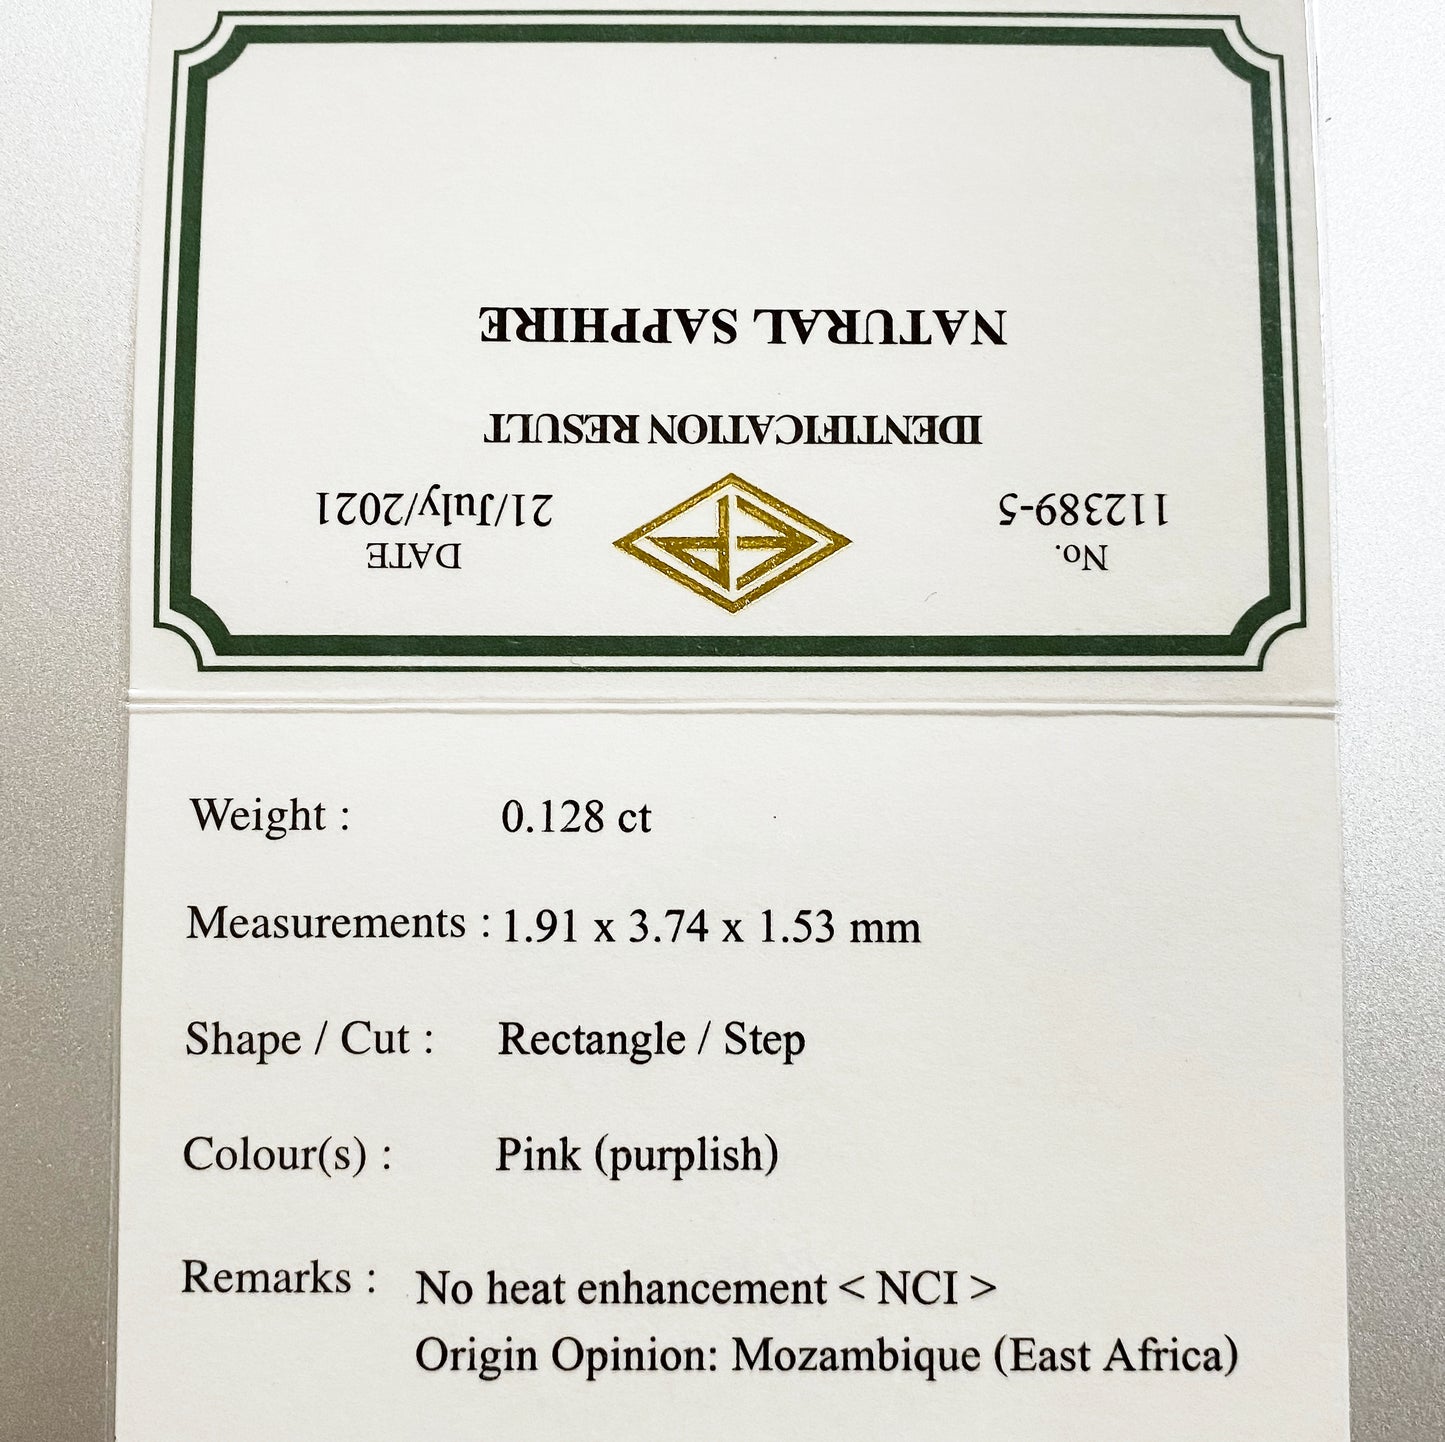 No.
112389-5
DATE
21/July/2021
IDENTIFICATION RESULT
NATURAL SAPPHIRE
Weight : 0.128 ct
Measurements : 1.91 x 3.74 x 1.53 mm
Shape / Cut : Rectangle / Step
Colour(s) : Pink (purplish)
Remarks : No heat enhancement < NCI >
Origin Opinion: Mozambique (East Africa)